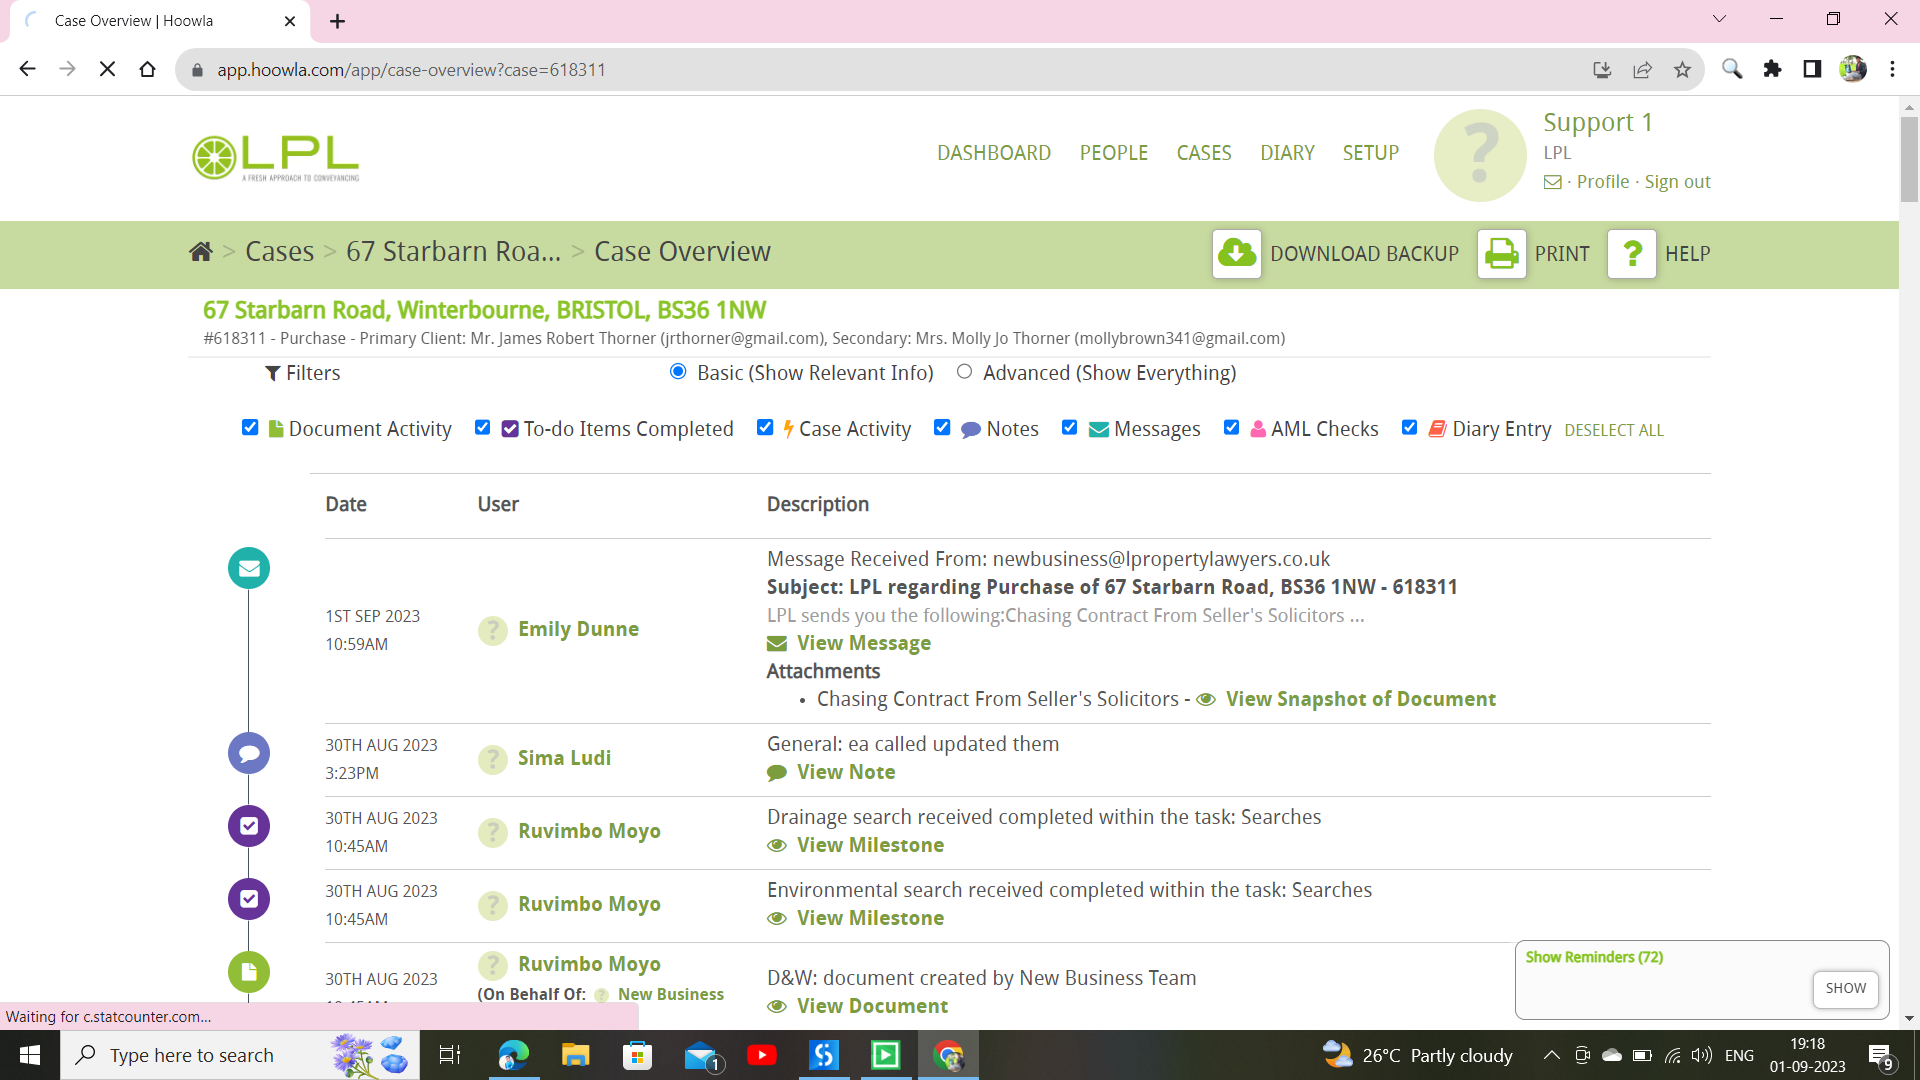 Case Overview | Hoowla
app.hoowla.com/app/case-overview?case=618311
LPL
A FRESH APPROACH TO CONVEYANCING
DASHBOARD PEOPLE CASES DIARY SETUP
?
Support 1
LPL
· Profile · Sign out
> Cases > 67 Starbarn Roa... > Case Overview
DOWNLOAD BACKUP PRINT ? HELP
67 Starbarn Road, Winterbourne, BRISTOL, BS36 1NW
#618311 - Purchase - Primary Client: Mr. James Robert Thorner (jrthorner@gmail.com), Secondary: Mrs. Molly Jo Thorner (mollybrown341@gmail.com)
Filters Basic (Show Relevant Info) Advanced (Show Everything)
Document Activity To-do Items Completed Case Activity Notes Messages AML Checks Diary Entry DESELECT ALL
Date User Description
1ST SEP 2023
10:59AM
? Emily Dunne
Message Received From: newbusiness@lpropertylawyers.co.uk
Subject: LPL regarding Purchase of 67 Starbarn Road, BS36 1NW - 618311
LPL sends you the following:Chasing Contract From Seller's Solicitors ...
View Message
Attachments
• Chasing Contract From Seller's Solicitors - View Snapshot of Document
30TH AUG 2023
3:23PM
? Sima Ludi
General: ea called updated them
View Note
30TH AUG 2023
10:45AM
? Ruvimbo Moyo
Drainage search received completed within the task: Searches
View Milestone
30TH AUG 2023
10:45AM
? Ruvimbo Moyo
Environmental search received completed within the task: Searches
View Milestone
30TH AUG 2023
? Ruvimbo Moyo
(On Behalf Of: ? New Business
D&W: document created by New Business Team
View Document
Show Reminders (72)
SHOW
Waiting for c.statcounter.com...
Type here to search
1
26°C Partly cloudy
ENG
19:18
01-09-2023
9